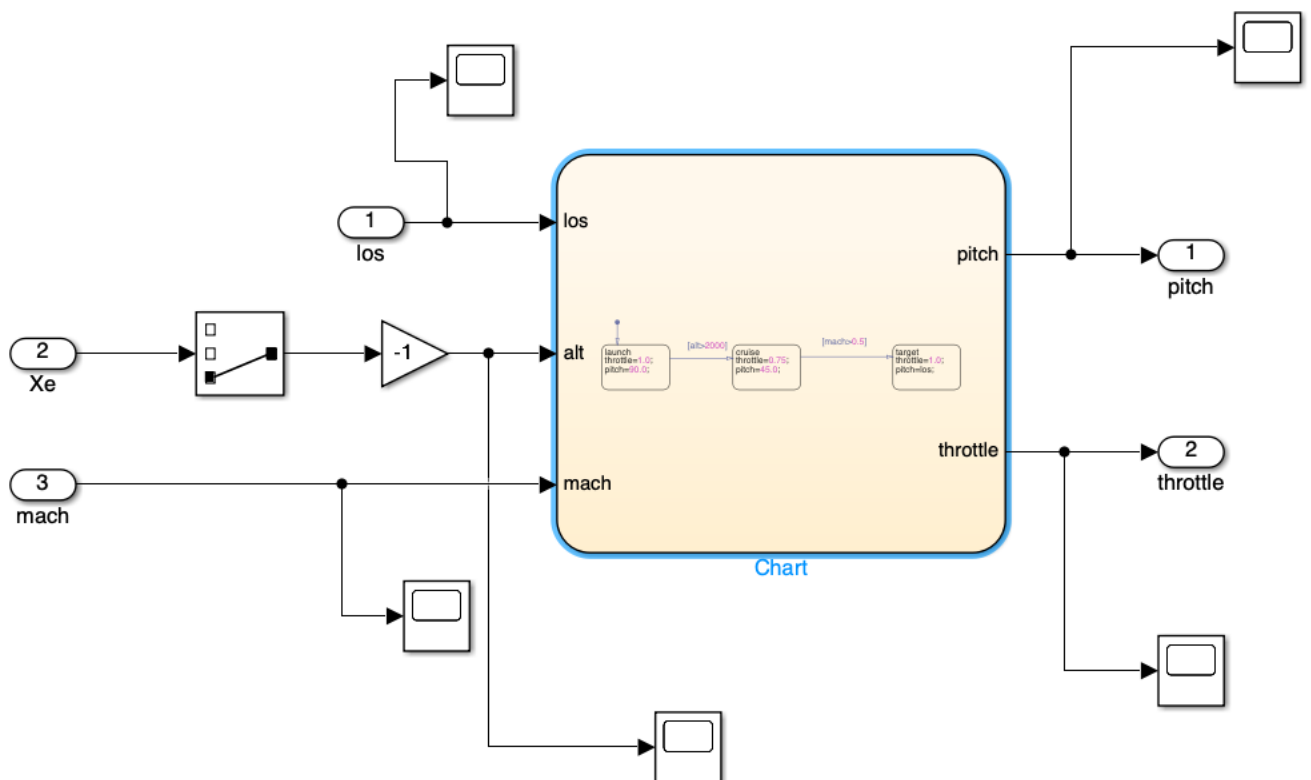 1
los
2
Xe
-1
3
mach
los
alt
mach
pitch
throttle
launch
throttle=1.0;
pitch=90.0;
[alt>2000]
cruise
throttle=0.75;
pitch=45.0;
[mach>0.5]
target
throttle=1.0;
pitch=los;
Chart
1
pitch
2
throttle